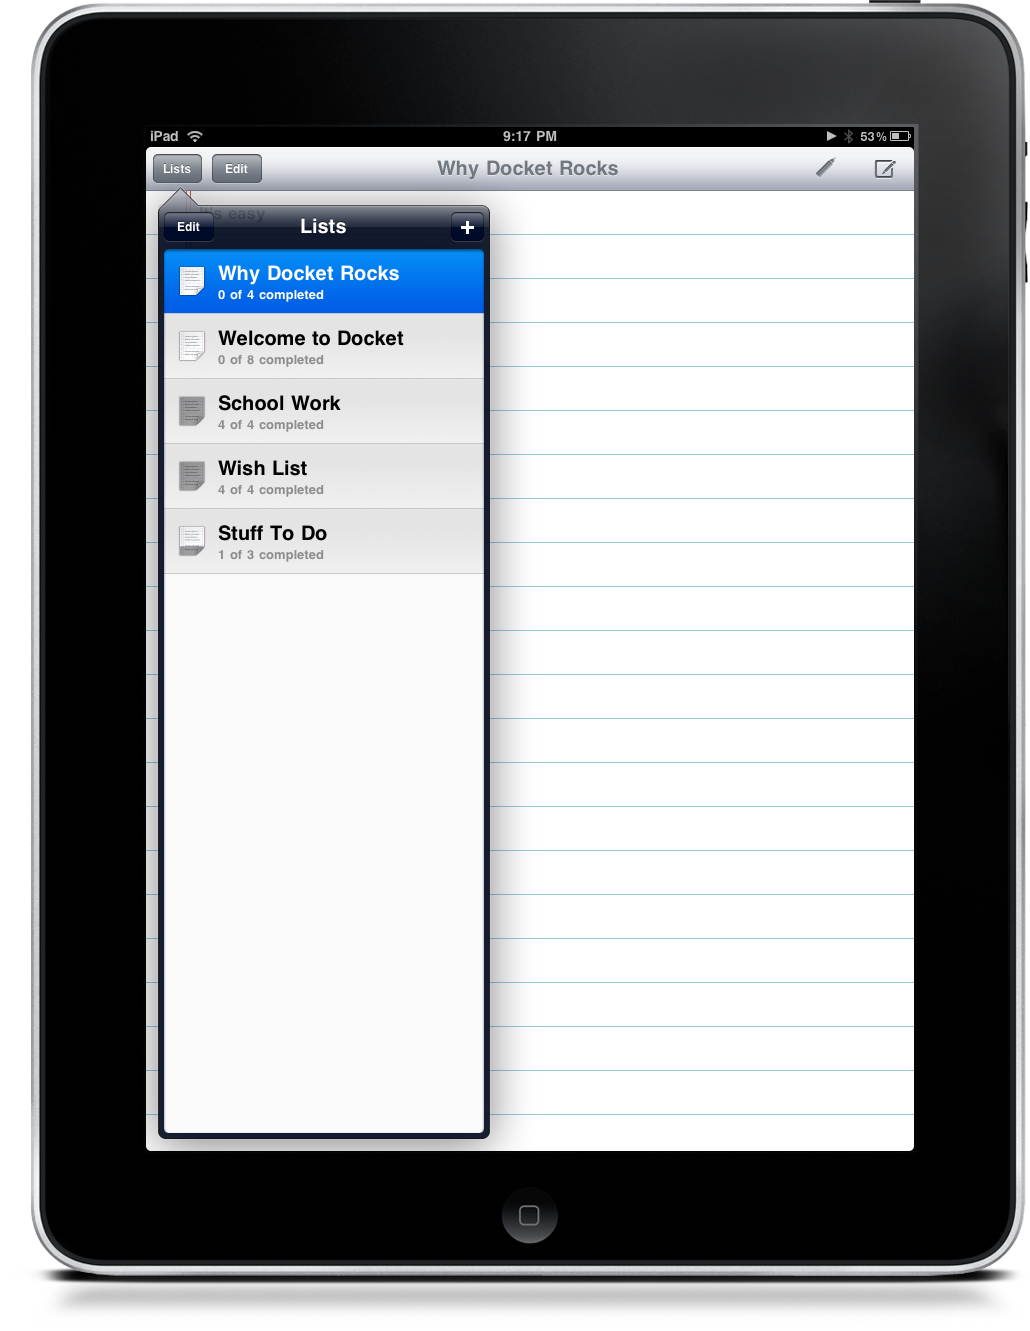 iPad 9:17 PM 53%
Lists Edit Why Docket Rocks
It's easy
Edit Lists
Why Docket Rocks
0 of 4 completed
Welcome to Docket
0 of 8 completed
School Work
4 of 4 completed
Wish List
4 of 4 completed
Stuff To Do
1 of 3 completed